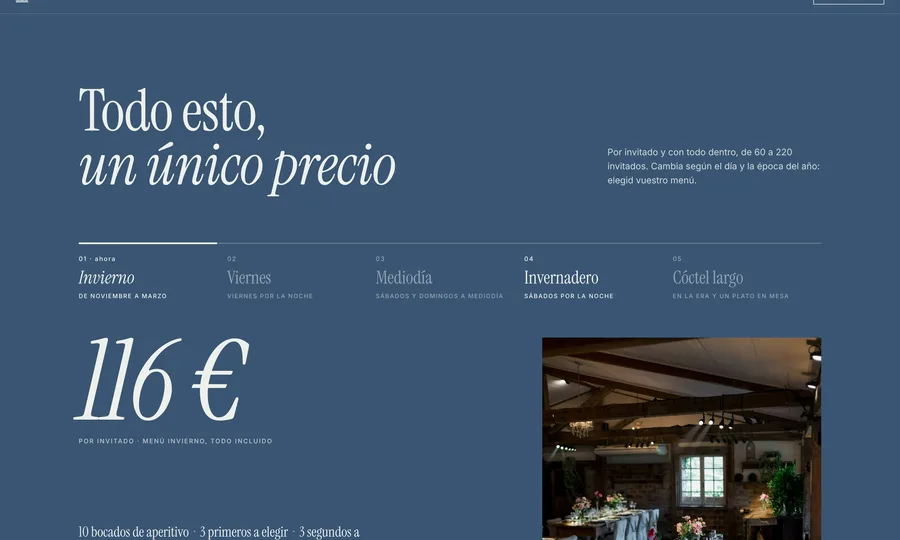 Todo esto,
un único precio
Por invitado y con todo dentro, de 60 a 220
invitados. Cambia según el día y la época del año:
elegid vuestro menú.
01 · ahora
Invierno
DE NOVIEMBRE A MARZO
02
Viernes
VIERNES POR LA NOCHE
03
Mediodía
SÁBADOS Y DOMINGOS A MEDIODÍA
04
Invernadero
SÁBADOS POR LA NOCHE
05
Cóctel largo
EN LA ERA Y UN PLATO EN MESA
116 €
POR INVITADO · MENÚ INVIERNO, TODO INCLUIDO
10 bocados de aperitivo · 3 primeros a elegir · 3 segundos a